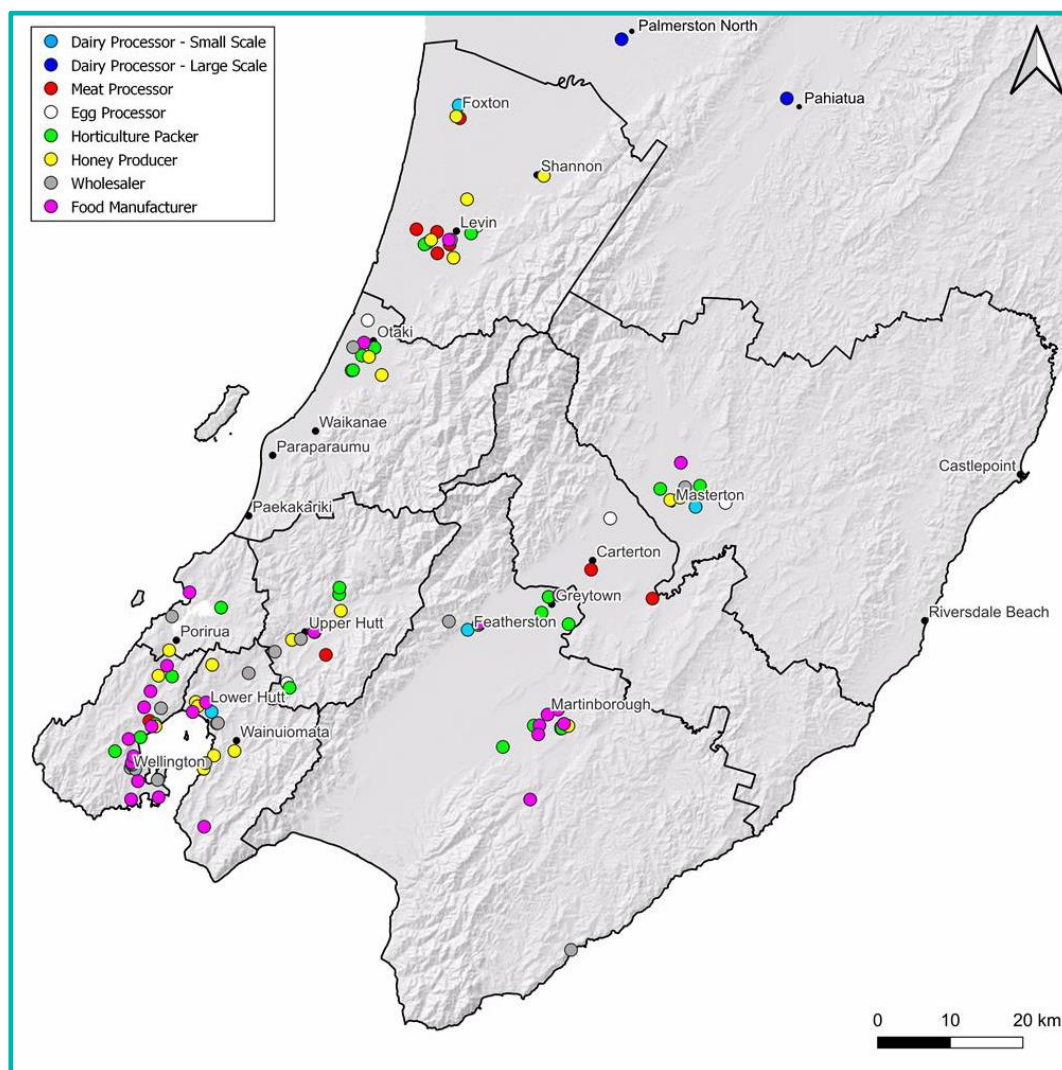 Dairy Processor - Small Scale
Dairy Processor - Large Scale
Meat Processor
Egg Processor
Horticulture Packer
Honey Producer
Wholesaler
Food Manufacturer
Palmerston North
Pahiatua
Foxton
Shannon
Levin
Otaki
Waikanae
Paraparaumu
Paekakariki
Castlepoint
Masterton
Carterton
Greytown
Riversdale Beach
Featherston
Upper Hutt
Porirua
Lower Hutt
Martinborough
Wainuiomata
Wellington
0 10 20 km